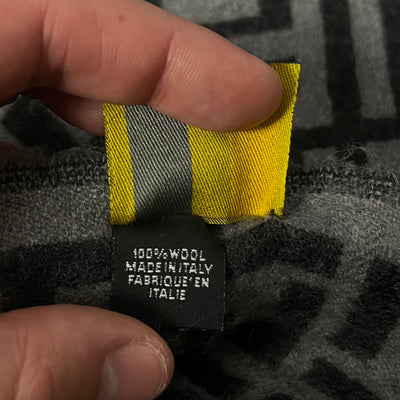 100% WOOL
MADE IN ITALY
FABRIQUE' EN
ITALIE